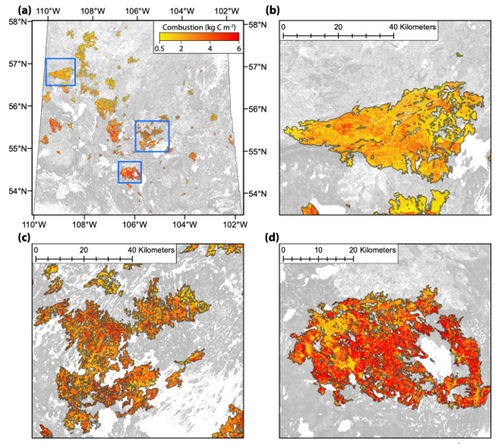 (a)
110°W 108°W 106°W 104°W 102°W
58°N 58°N
Combustion (kg C m²)
0.5 2 4 6
57°N 57°N
56°N 56°N
55°N 55°N
54°N 54°N
110°W 108°W 106°W 104°W 102°W
(b)
0 20 40 Kilometers
(c)
0 20 40 Kilometers
(d)
0 10 20 Kilometers